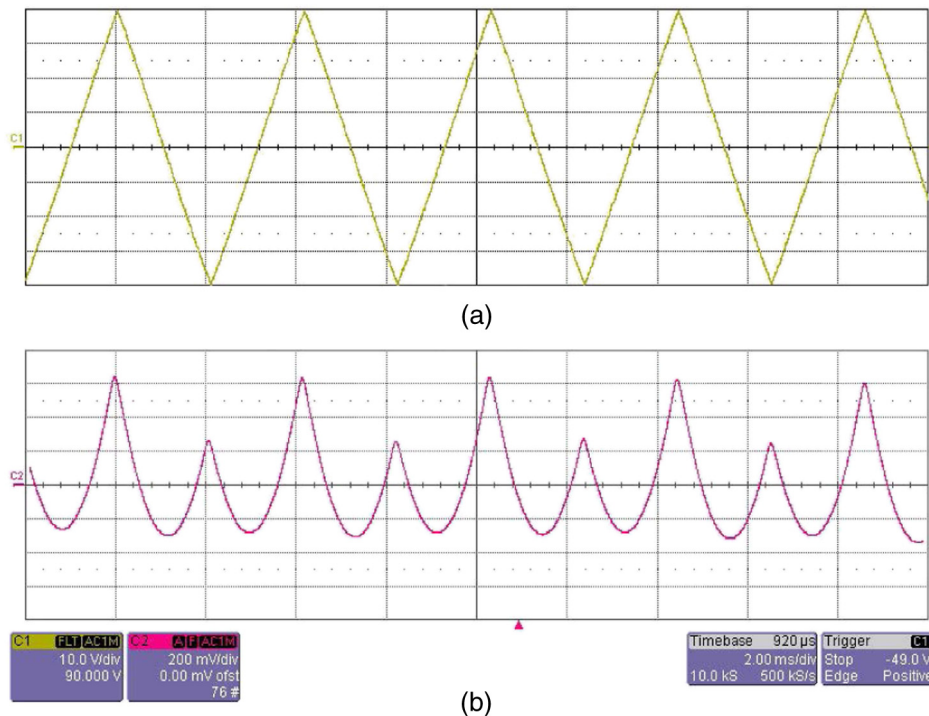 C1
(a)
C2
C1 FLT AC1M
10.0 V/div
90.000 V
C2 A F AC1M
200 mV/div
0.00 mV ofst
76 #
Timebase 920 µs
2.00 ms/div
10.0 kS 500 kS/s
Trigger C1
Stop -49.0 V
Edge Positive
(b)